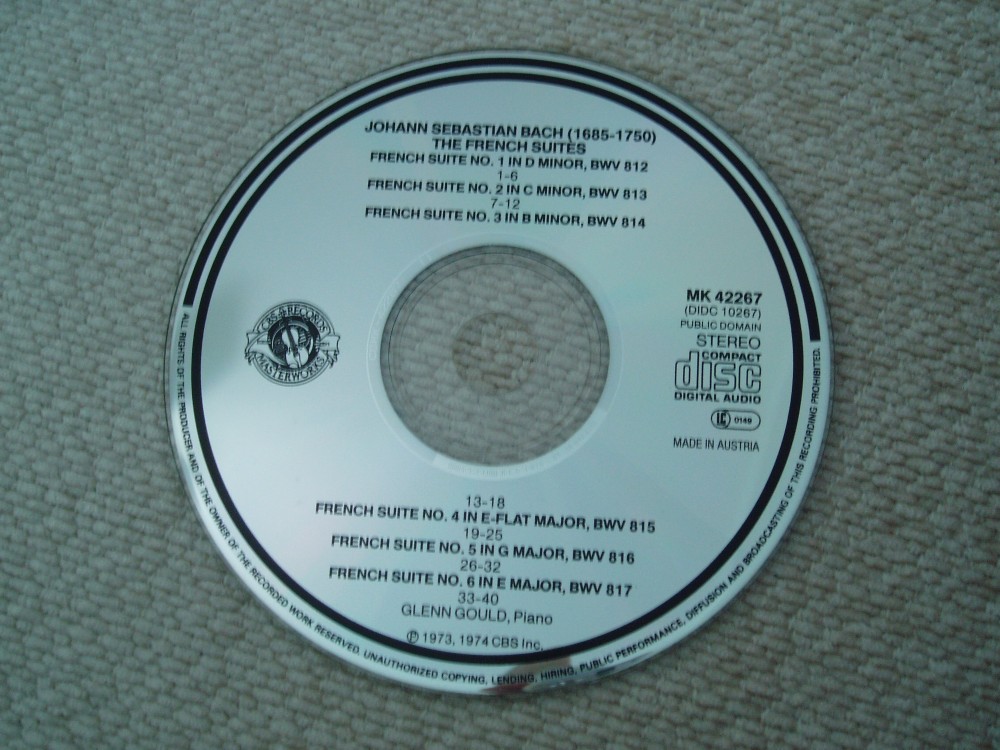 JOHANN SEBASTIAN BACH (1685-1750)
THE FRENCH SUITES
FRENCH SUITE NO. 1 IN D MINOR, BWV 812
1-6
FRENCH SUITE NO. 2 IN C MINOR, BWV 813
7-12
FRENCH SUITE NO. 3 IN B MINOR, BWV 814
CBS RECORDS
MASTERWORKS
MK 42267
(DIDC 10267)
PUBLIC DOMAIN
STEREO
COMPACT
disc
DIGITAL AUDIO
LC 0149
MADE IN AUSTRIA
13-18
FRENCH SUITE NO. 4 IN E-FLAT MAJOR, BWV 815
19-25
FRENCH SUITE NO. 5 IN G MAJOR, BWV 816
26-32
FRENCH SUITE NO. 6 IN E MAJOR, BWV 817
33-40
GLENN GOULD, Piano
℗ 1973, 1974 CBS Inc.
ALL RIGHTS OF THE PRODUCER AND OF THE OWNER OF THE RECORDED WORK RESERVED. UNAUTHORIZED COPYING, LENDING, HIRING, PUBLIC PERFORMANCE, DIFFUSION AND BROADCASTING OF THIS RECORDING PROHIBITED.